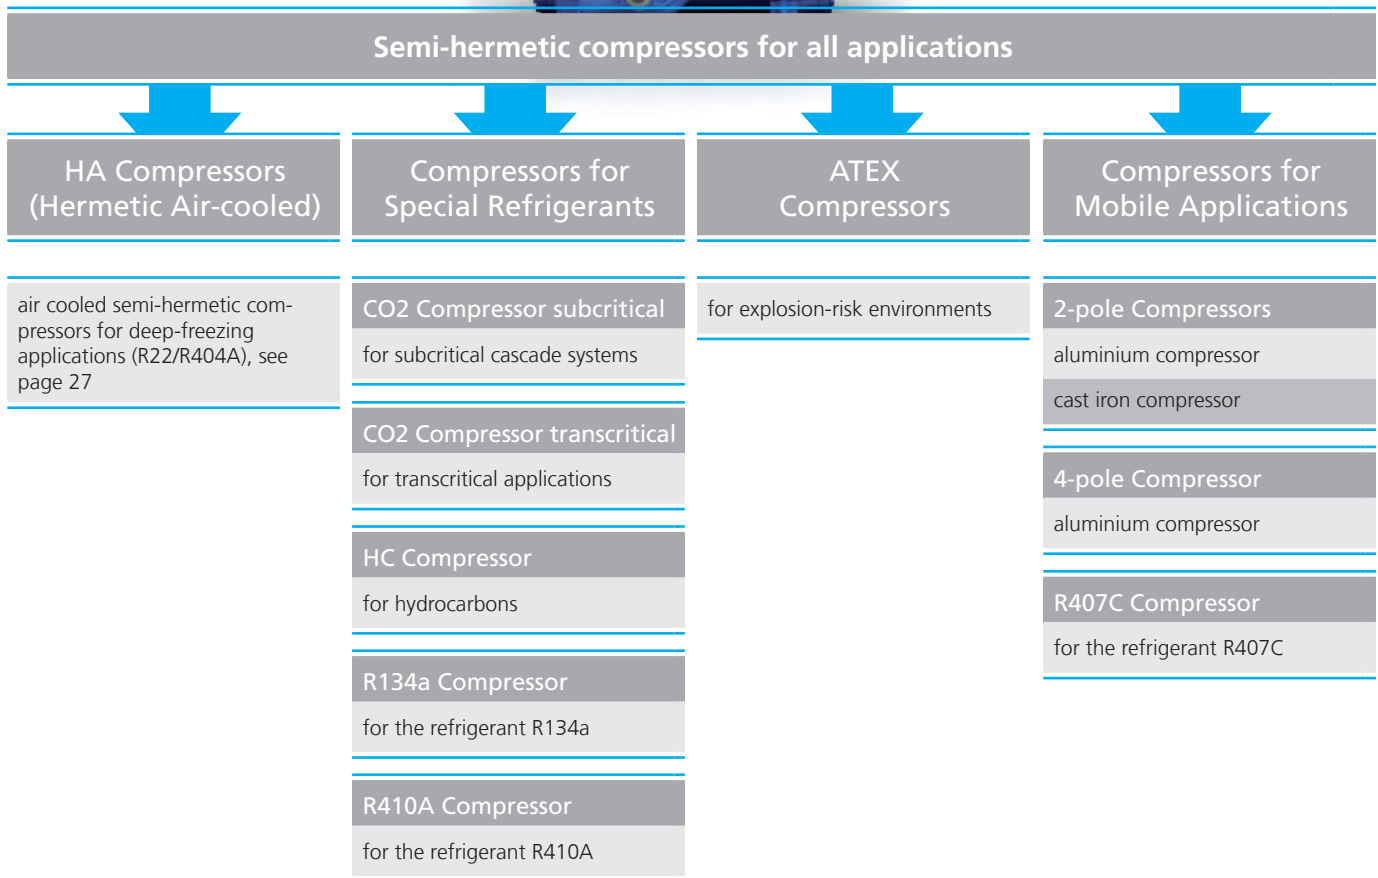 Semi-hermetic compressors for all applications
HA Compressors
(Hermetic Air-cooled)
air cooled semi-hermetic com-
pressors for deep-freezing
applications (R22/R404A), see
page 27
Compressors for
Special Refrigerants
CO2 Compressor subcritical
for subcritical cascade systems
CO2 Compressor transcritical
for transcritical applications
HC Compressor
for hydrocarbons
R134a Compressor
for the refrigerant R134a
R410A Compressor
for the refrigerant R410A
ATEX
Compressors
for explosion-risk environments
Compressors for
Mobile Applications
2-pole Compressors
aluminium compressor
cast iron compressor
4-pole Compressor
aluminium compressor
R407C Compressor
for the refrigerant R407C